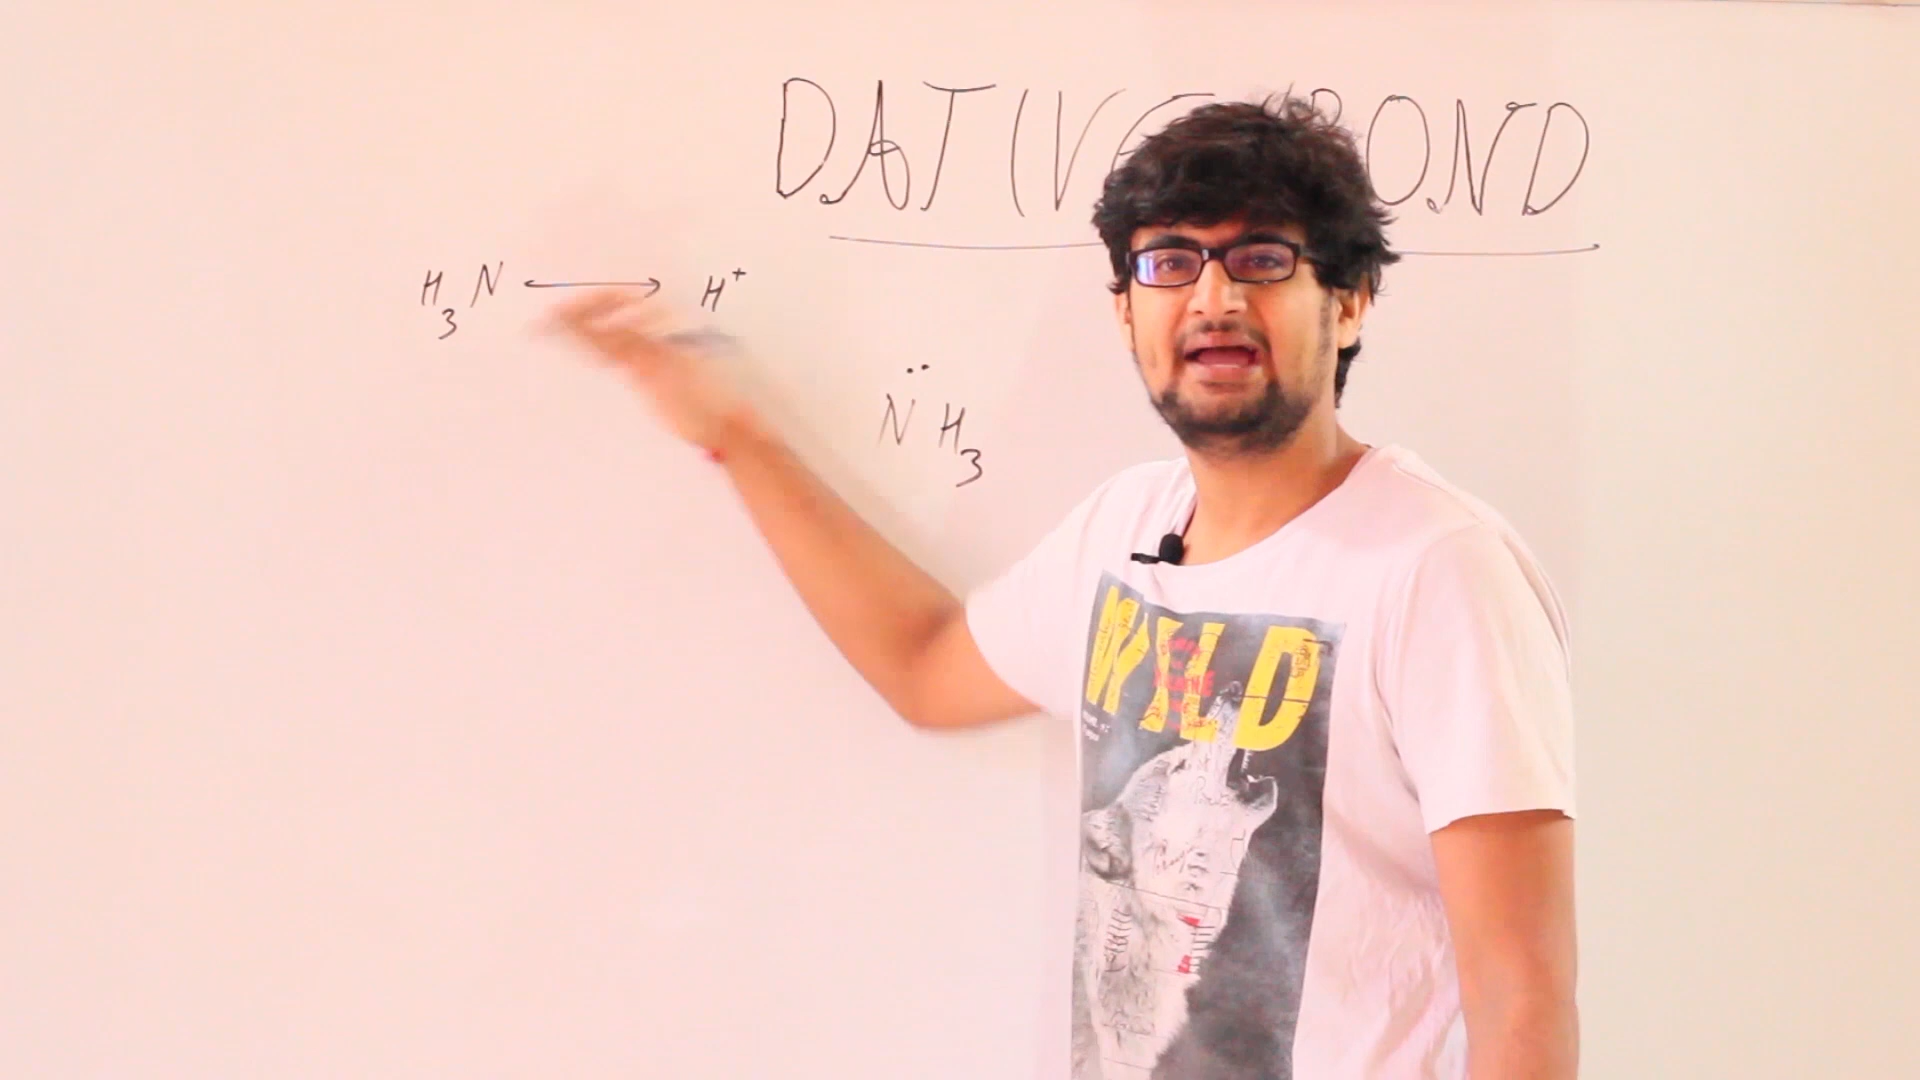 DATIVE BOND
H₃N ⟷ H⁺
N̈H₃
WILD